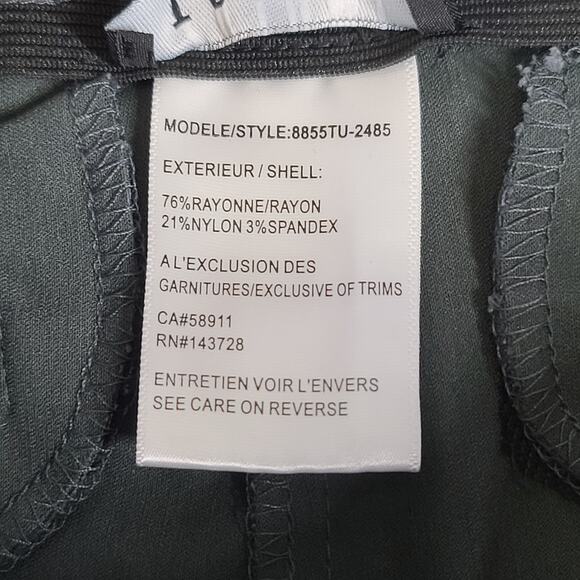 MODELE/STYLE:8855TU-2485
EXTERIEUR / SHELL:
76%RAYONNE/RAYON
21%NYLON 3%SPANDEX
A L'EXCLUSION DES
GARNITURES/EXCLUSIVE OF TRIMS
CA#58911
RN#143728
ENTRETIEN VOIR L'ENVERS
SEE CARE ON REVERSE